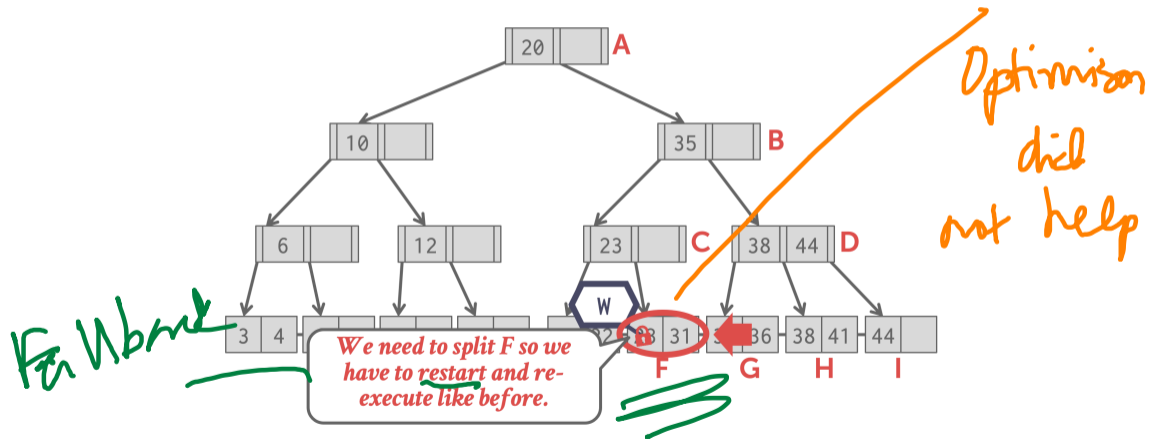 20 A
Optimism
did
not help
10
35 B
6
12
23 C
38 44 D
W
3 4
31
36
38 41
44
F
G
H
I
We need to split F so we
have to restart and re-
execute like before.